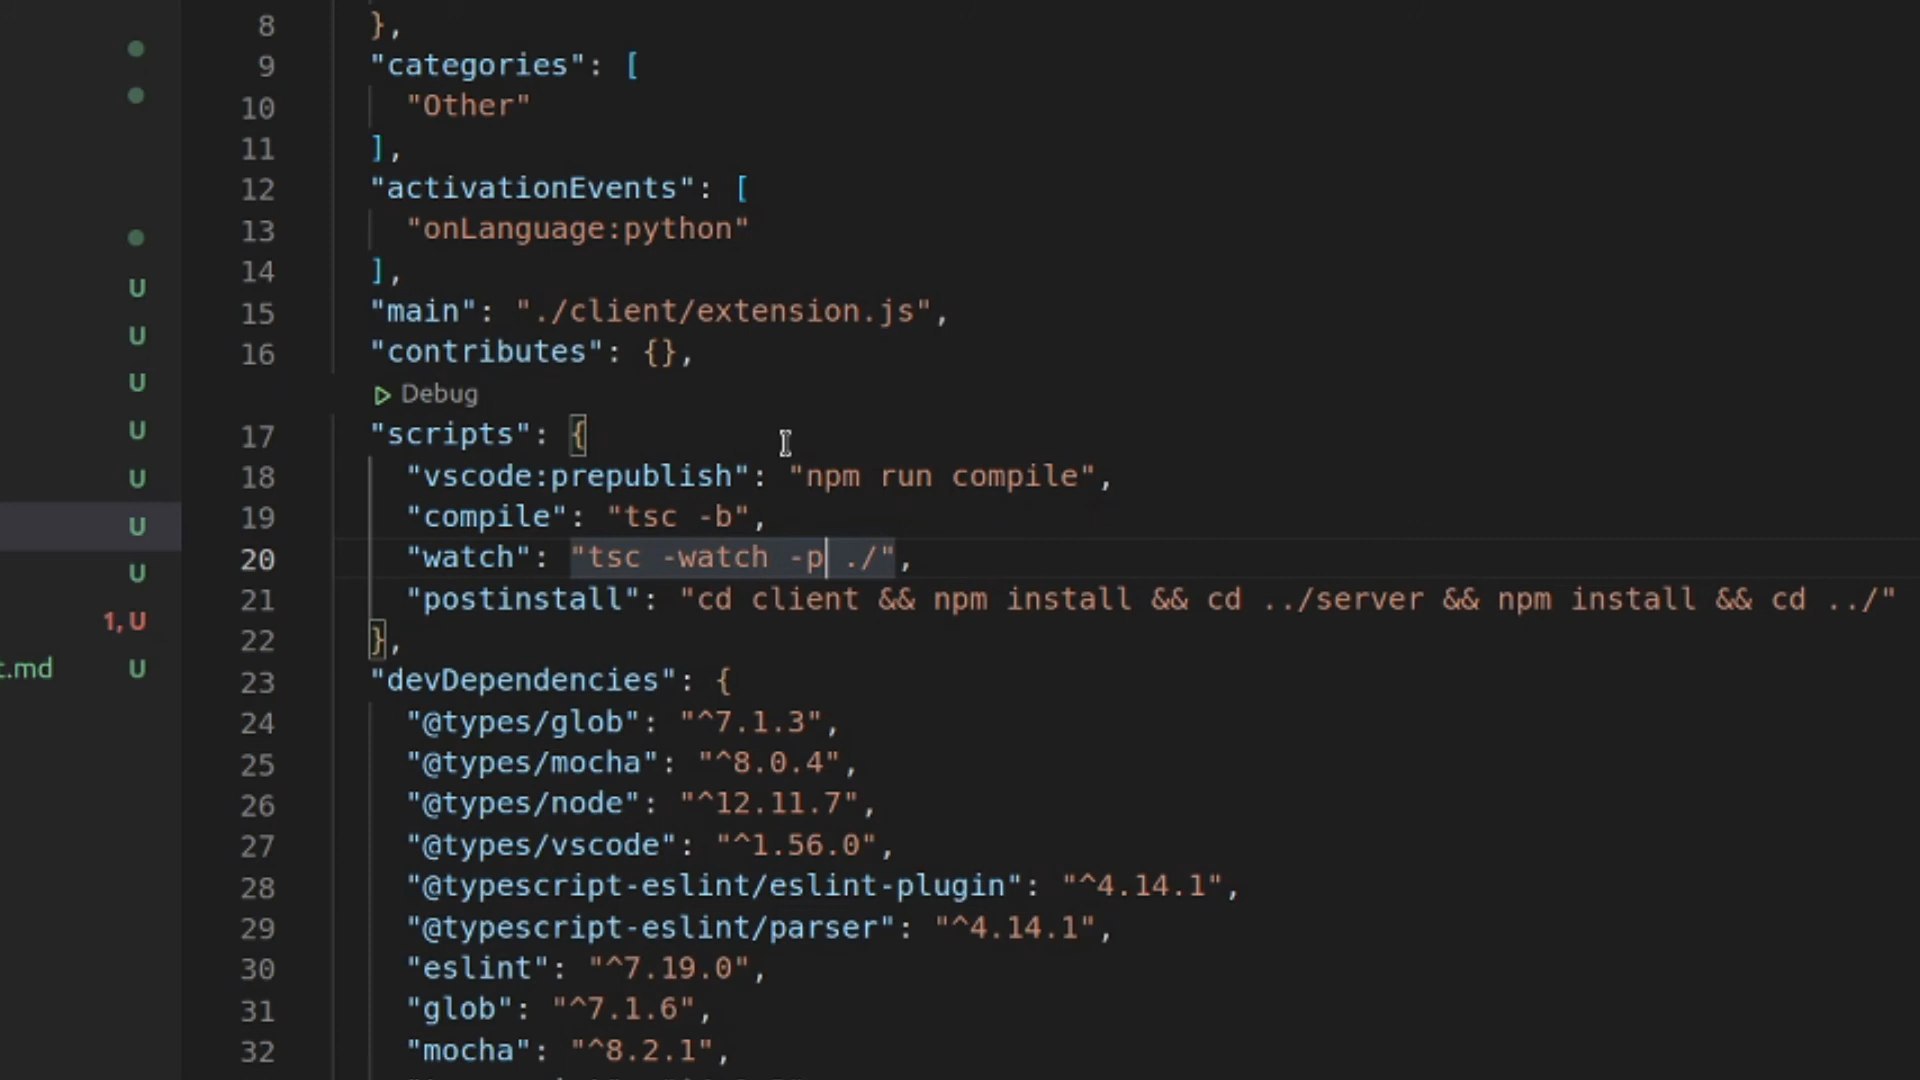 8 },
9 "categories": [
10 "Other"
11 ],
12 "activationEvents": [
13 "onLanguage:python"
14 ],
15 "main": "./client/extension.js",
16 "contributes": {},
Debug
17 "scripts": {
18 "vscode:prepublish": "npm run compile",
19 "compile": "tsc -b",
20 "watch": "tsc -watch -p ./",
21 "postinstall": "cd client && npm install && cd ../server && npm install && cd ../"
22 },
23 "devDependencies": {
24 "@types/glob": "^7.1.3",
25 "@types/mocha": "^8.0.4",
26 "@types/node": "^12.11.7",
27 "@types/vscode": "^1.56.0",
28 "@typescript-eslint/eslint-plugin": "^4.14.1",
29 "@typescript-eslint/parser": "^4.14.1",
30 "eslint": "^7.19.0",
31 "glob": "^7.1.6",
32 "mocha": "^8.2.1",
U
U
U
U
U
U
U
1, U
.md U